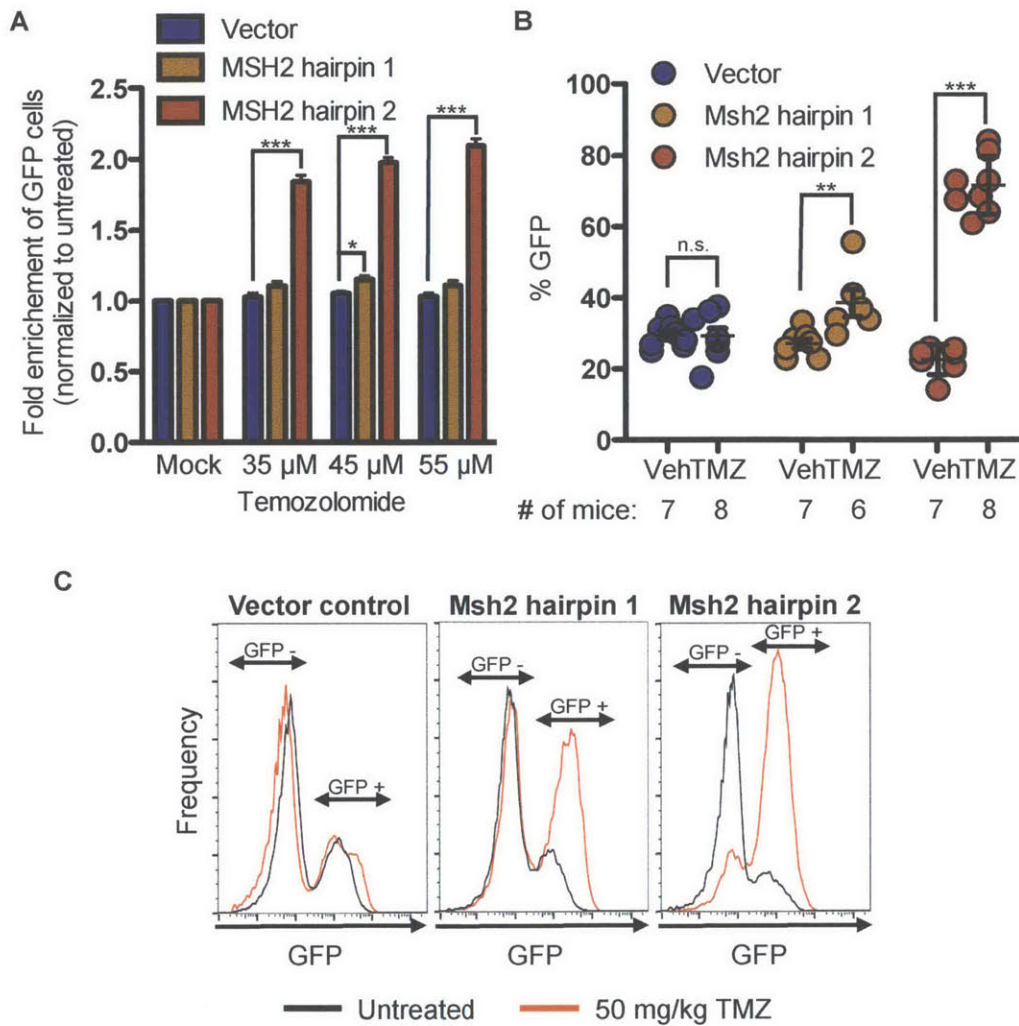 A
Vector
MSH2 hairpin 1
MSH2 hairpin 2
Fold enrichement of GFP cells
(normalized to untreated)
2.5
2.0
1.5
1.0
0.5
0.0
***
***
***
*
Mock 35 µM 45 µM 55 µM
Temozolomide
B
Vector
Msh2 hairpin 1
Msh2 hairpin 2
% GFP
100
80
60
40
20
0
n.s.
**
***
VehTMZ VehTMZ VehTMZ
# of mice: 7 8 7 6 7 8
C
Vector control Msh2 hairpin 1 Msh2 hairpin 2
GFP - GFP - GFP -
GFP + GFP + GFP +
Frequency
GFP GFP GFP
Untreated 50 mg/kg TMZ